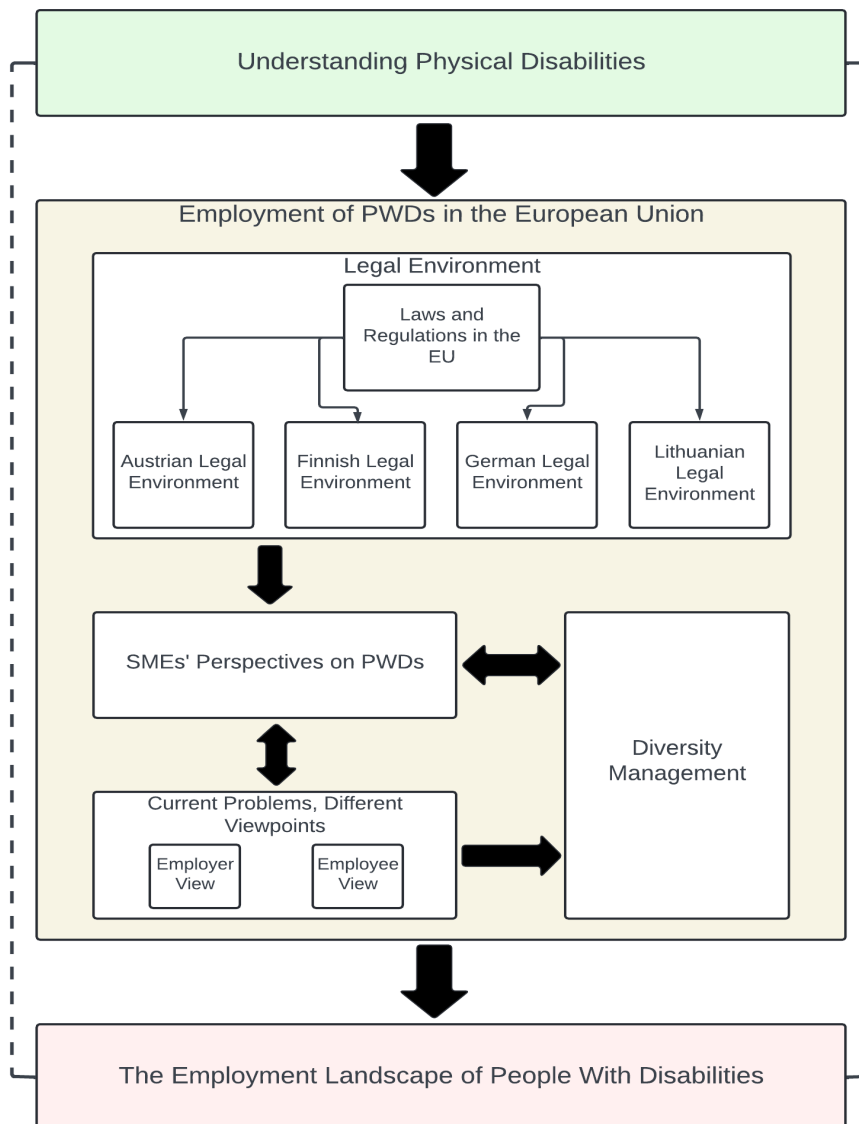 Understanding Physical Disabilities
Employment of PWDs in the European Union
Legal Environment
Laws and
Regulations in the
EU
Austrian Legal
Environment
Finnish Legal
Environment
German Legal
Environment
Lithuanian
Legal
Environment
SMEs' Perspectives on PWDs
Diversity
Management
Current Problems, Different
Viewpoints
Employer
View
Employee
View
The Employment Landscape of People With Disabilities